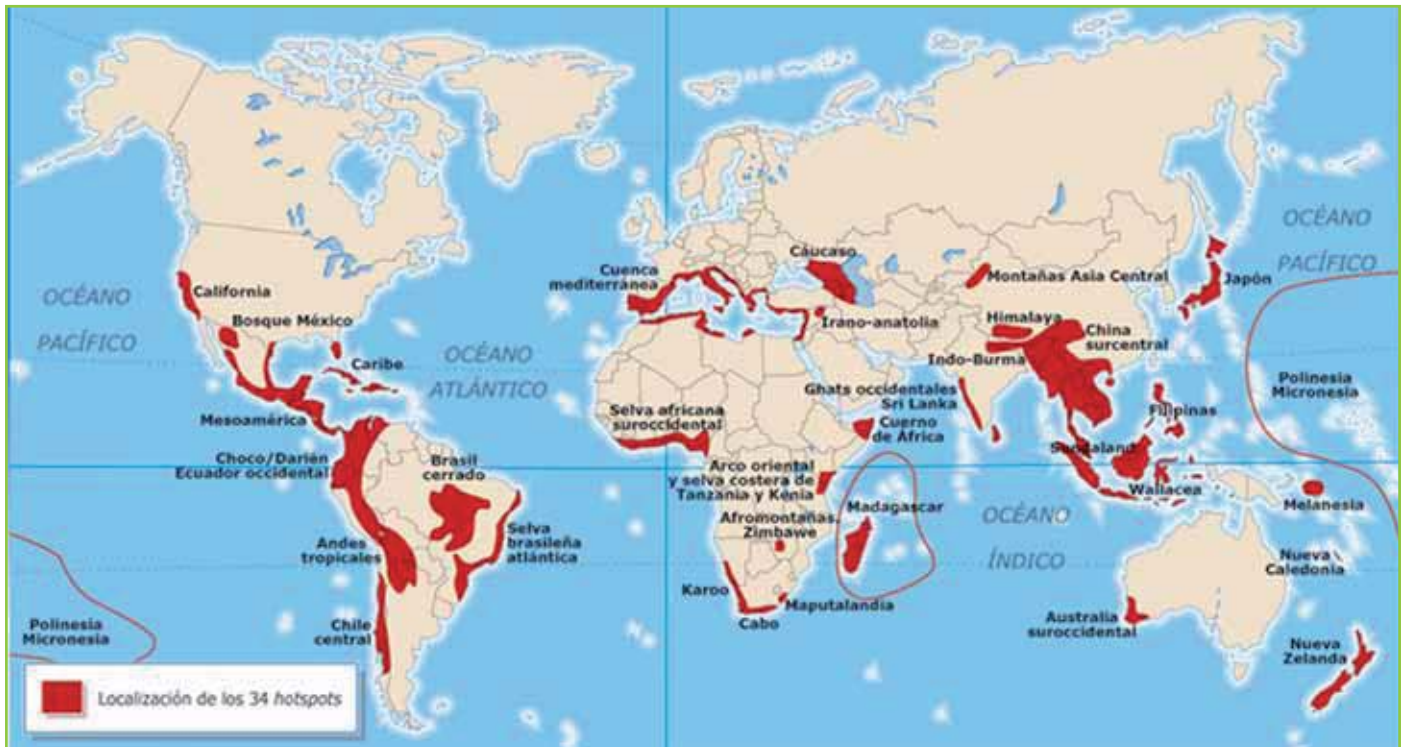 OCÉANO
PACÍFICO
OCÉANO
ATLÁNTICO
OCÉANO
PACÍFICO
OCÉANO
ÍNDICO
California
Bosque México
Caribe
Mesoamérica
Choco/Darién
Ecuador occidental
Brasil
cerrado
Andes
tropicales
Selva
brasileña
atlántica
Chile
central
Polinesia
Micronesia
Cuenca
mediterránea
Cáucaso
Irano-anatolia
Montañas Asia Central
Japón
Himalaya
China
surcentral
Indo-Burma
Ghats occidentales
Sri Lanka
Selva africana
suroccidental
Cuerno
de África
Arco oriental
y selva costera de
Tanzania y Kenia
Afromontañas.
Zimbawe
Madagascar
Karoo
Maputalandia
Cabo
Filipinas
Sundaland
Wallacea
Polinesia
Micronesia
Melanesia
Nueva
Caledonia
Australia
suroccidental
Nueva
Zelanda
Localización de los 34 hotspots